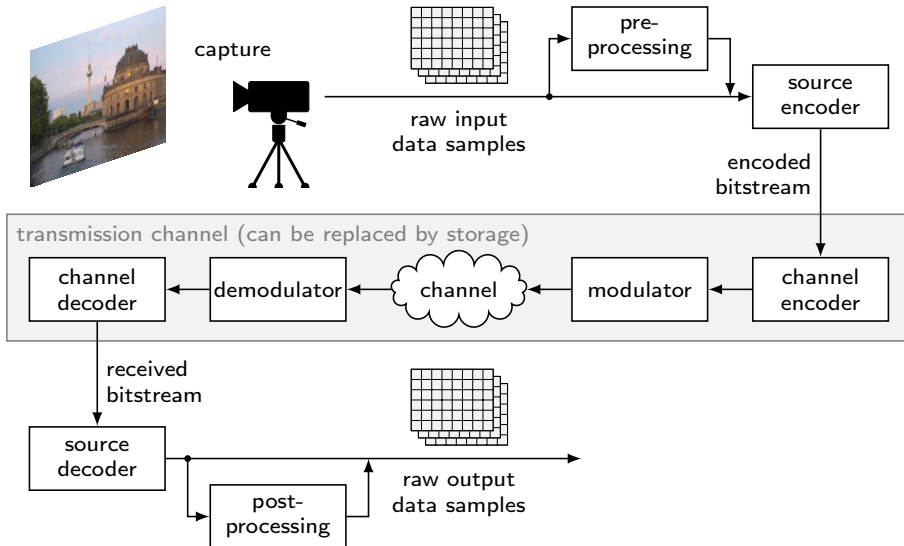 capture
raw input
data samples
pre-
processing
source
encoder
encoded
bitstream
transmission channel (can be replaced by storage)
channel
decoder
demodulator
channel
modulator
channel
encoder
received
bitstream
source
decoder
post-
processing
raw output
data samples